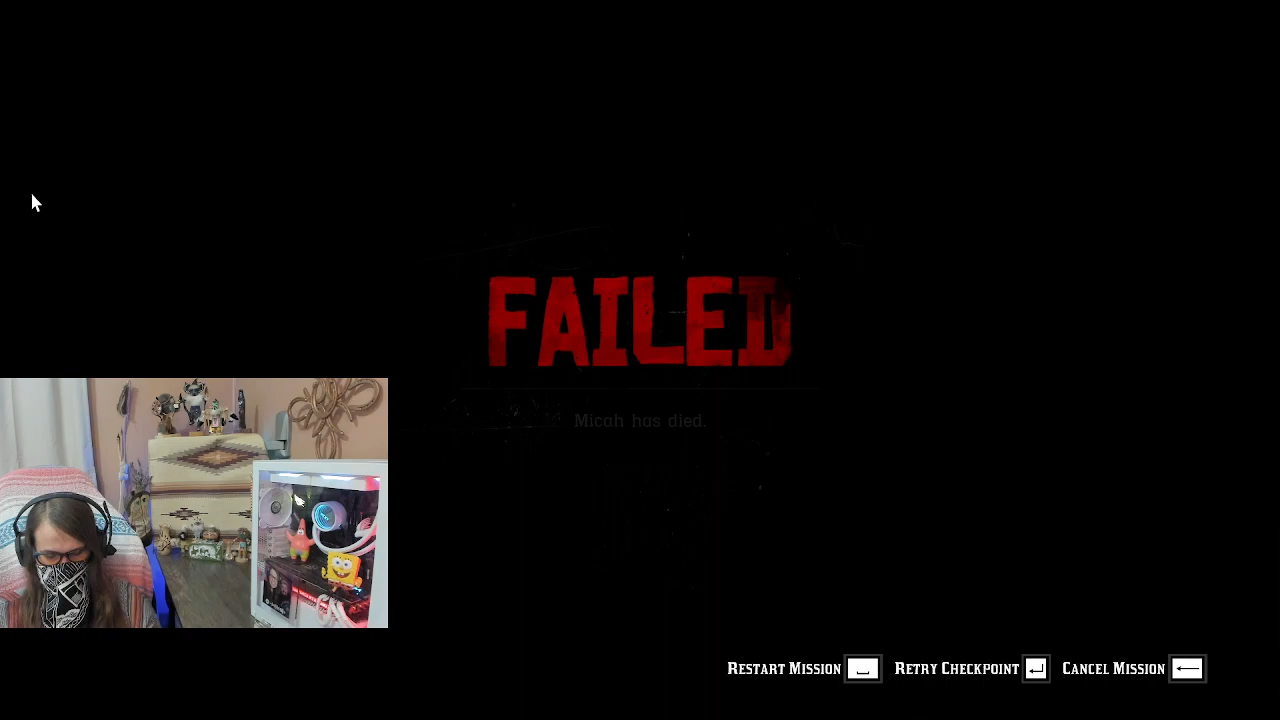 FAILED
Micah has died.
Restart Mission Retry Checkpoint Cancel Mission